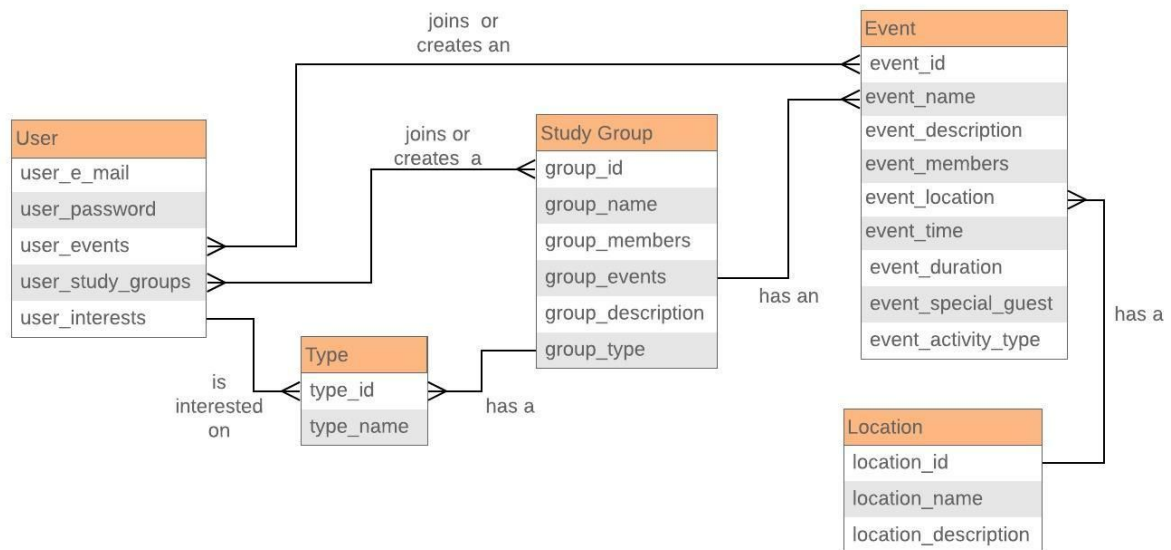 joins or
creates an
Event
event_id
event_name
event_description
event_members
event_location
event_time
event_duration
event_special_guest
event_activity_type
User
user_e_mail
user_password
user_events
user_study_groups
user_interests
joins or
creates a
Study Group
group_id
group_name
group_members
group_events
group_description
group_type
has an
has a
Type
type_id
type_name
is
interested
on
has a
Location
location_id
location_name
location_description